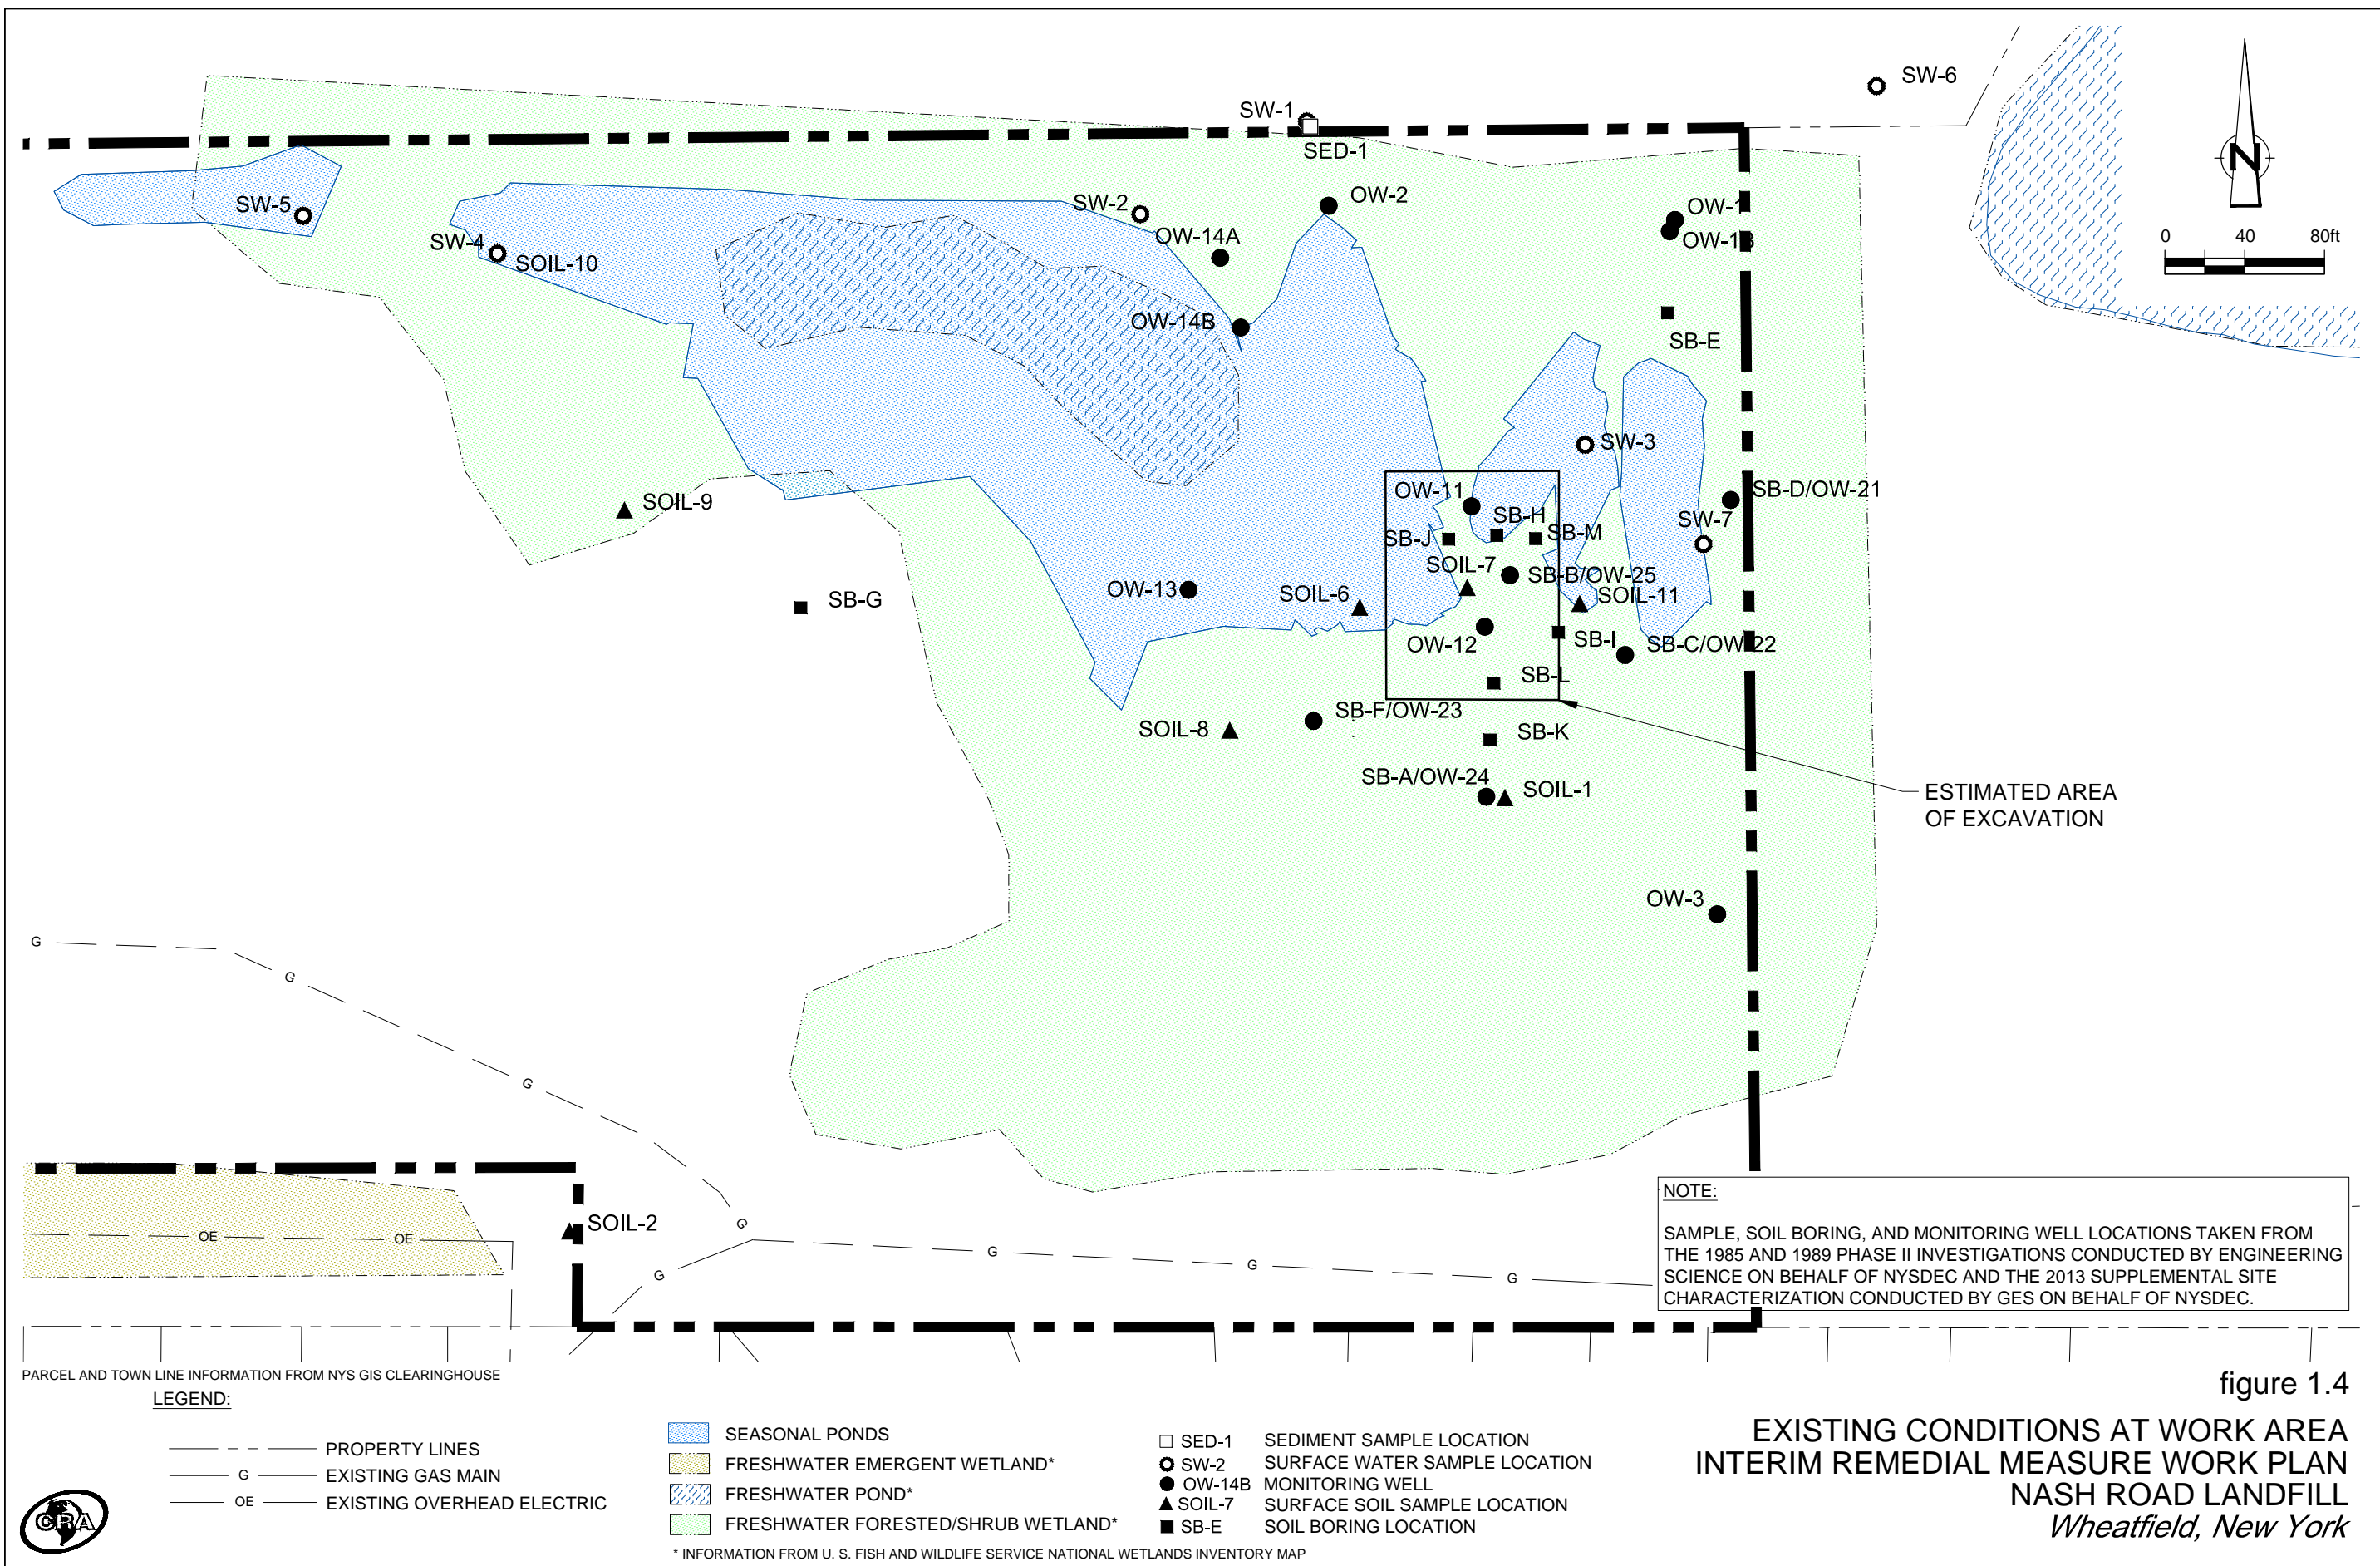 SW-6
SW-1
SED-1
N
0 40 80ft
SW-5
SW-4
SOIL-10
SW-2
OW-2
OW-14A
OW-14B
OW-1
OW-1B
SB-E
SW-3
SOIL-9
OW-11
SB-H
SB-J
SB-M
SB-D/OW-21
SW-7
SOIL-7
SB-B/OW-25
SOIL-6
SOIL-11
OW-13
SB-G
OW-12
SB-I
SB-C/OW-22
SB-L
SB-F/OW-23
SOIL-8
SB-K
SB-A/OW-24
SOIL-1
ESTIMATED AREA
OF EXCAVATION
OW-3
G
G
G
G
G
G
G
G
OE
OE
SOIL-2
NOTE:
SAMPLE, SOIL BORING, AND MONITORING WELL LOCATIONS TAKEN FROM
THE 1985 AND 1989 PHASE II INVESTIGATIONS CONDUCTED BY ENGINEERING
SCIENCE ON BEHALF OF NYSDEC AND THE 2013 SUPPLEMENTAL SITE
CHARACTERIZATION CONDUCTED BY GES ON BEHALF OF NYSDEC.
PARCEL AND TOWN LINE INFORMATION FROM NYS GIS CLEARINGHOUSE
LEGEND:
PROPERTY LINES
G EXISTING GAS MAIN
OE EXISTING OVERHEAD ELECTRIC
SEASONAL PONDS
FRESHWATER EMERGENT WETLAND*
FRESHWATER POND*
FRESHWATER FORESTED/SHRUB WETLAND*
* INFORMATION FROM U. S. FISH AND WILDLIFE SERVICE NATIONAL WETLANDS INVENTORY MAP
SED-1 SEDIMENT SAMPLE LOCATION
SW-2 SURFACE WATER SAMPLE LOCATION
OW-14B MONITORING WELL
SOIL-7 SURFACE SOIL SAMPLE LOCATION
SB-E SOIL BORING LOCATION
figure 1.4
EXISTING CONDITIONS AT WORK AREA
INTERIM REMEDIAL MEASURE WORK PLAN
NASH ROAD LANDFILL
Wheatfield, New York
CRA